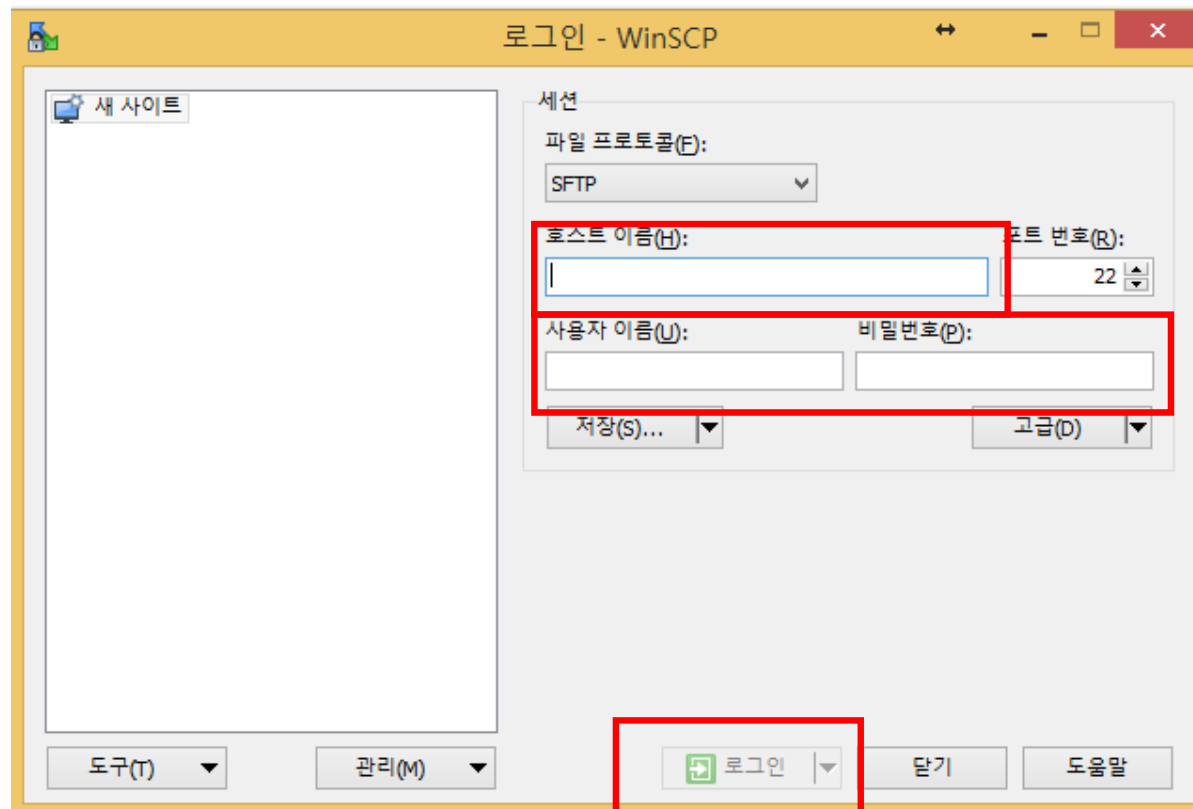 로그인 - WinSCP
새 사이트
세션
파일 프로토콜(F):
SFTP
호스트 이름(H):
포트 번호(R):
22
사용자 이름(U):
비밀번호(P):
저장(S)...
고급(D)
도구(T)
관리(M)
로그인
닫기
도움말